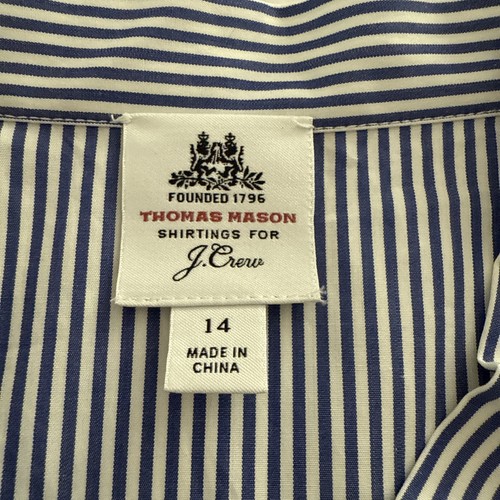 FOUNDED 1796
THOMAS MASON
SHIRTINGS FOR
J.Crew
14
MADE IN
CHINA